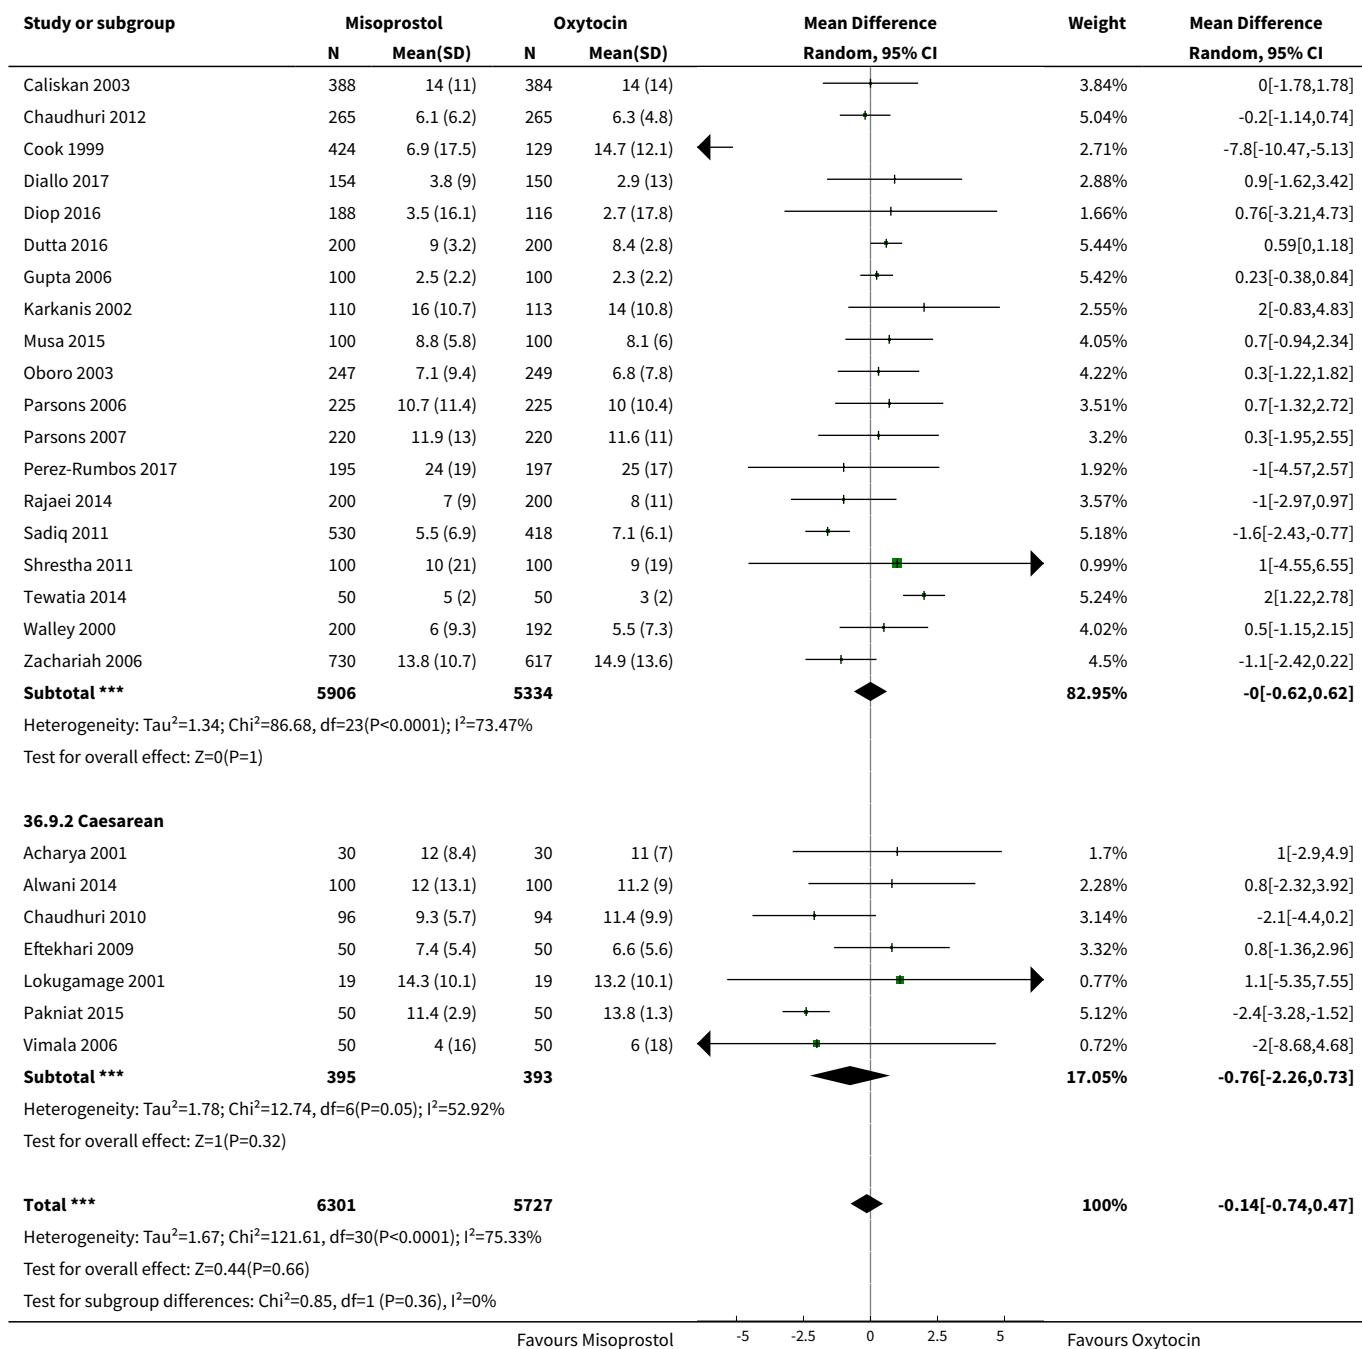 Study or subgroup Misoprostol Oxytocin Mean Difference Weight Mean Difference
N Mean(SD) N Mean(SD) Random, 95% CI Random, 95% CI
Caliskan 2003 388 14 (11) 384 14 (14) 3.84% 0[-1.78,1.78]
Chaudhuri 2012 265 6.1 (6.2) 265 6.3 (4.8) 5.04% -0.2[-1.14,0.74]
Cook 1999 424 6.9 (17.5) 129 14.7 (12.1) 2.71% -7.8[-10.47,-5.13]
Diallo 2017 154 3.8 (9) 150 2.9 (13) 2.88% 0.9[-1.62,3.42]
Diop 2016 188 3.5 (16.1) 116 2.7 (17.8) 1.66% 0.76[-3.21,4.73]
Dutta 2016 200 9 (3.2) 200 8.4 (2.8) 5.44% 0.59[0,1.18]
Gupta 2006 100 2.5 (2.2) 100 2.3 (2.2) 5.42% 0.23[-0.38,0.84]
Karkanis 2002 110 16 (10.7) 113 14 (10.8) 2.55% 2[-0.83,4.83]
Musa 2015 100 8.8 (5.8) 100 8.1 (6) 4.05% 0.7[-0.94,2.34]
Oboro 2003 247 7.1 (9.4) 249 6.8 (7.8) 4.22% 0.3[-1.22,1.82]
Parsons 2006 225 10.7 (11.4) 225 10 (10.4) 3.51% 0.7[-1.32,2.72]
Parsons 2007 220 11.9 (13) 220 11.6 (11) 3.2% 0.3[-1.95,2.55]
Perez-Rumbos 2017 195 24 (19) 197 25 (17) 1.92% -1[-4.57,2.57]
Rajaei 2014 200 7 (9) 200 8 (11) 3.57% -1[-2.97,0.97]
Sadiq 2011 530 5.5 (6.9) 418 7.1 (6.1) 5.18% -1.6[-2.43,-0.77]
Shrestha 2011 100 10 (21) 100 9 (19) 0.99% 1[-4.55,6.55]
Tewatia 2014 50 5 (2) 50 3 (2) 5.24% 2[1.22,2.78]
Walley 2000 200 6 (9.3) 192 5.5 (7.3) 4.02% 0.5[-1.15,2.15]
Zachariah 2006 730 13.8 (10.7) 617 14.9 (13.6) 4.5% -1.1[-2.42,0.22]
Subtotal *** 5906 5334 82.95% -0[-0.62,0.62]
Heterogeneity: Tau²=1.34; Chi²=86.68, df=23(P<0.0001); I²=73.47%
Test for overall effect: Z=0(P=1)
36.9.2 Caesarean
Acharya 2001 30 12 (8.4) 30 11 (7) 1.7% 1[-2.9,4.9]
Alwani 2014 100 12 (13.1) 100 11.2 (9) 2.28% 0.8[-2.32,3.92]
Chaudhuri 2010 96 9.3 (5.7) 94 11.4 (9.9) 3.14% -2.1[-4.4,0.2]
Eftekhari 2009 50 7.4 (5.4) 50 6.6 (5.6) 3.32% 0.8[-1.36,2.96]
Lokugamage 2001 19 14.3 (10.1) 19 13.2 (10.1) 0.77% 1.1[-5.35,7.55]
Pakniat 2015 50 11.4 (2.9) 50 13.8 (1.3) 5.12% -2.4[-3.28,-1.52]
Vimala 2006 50 4 (16) 50 6 (18) 0.72% -2[-8.68,4.68]
Subtotal *** 395 393 17.05% -0.76[-2.26,0.73]
Heterogeneity: Tau²=1.78; Chi²=12.74, df=6(P=0.05); I²=52.92%
Test for overall effect: Z=1(P=0.32)
Total *** 6301 5727 100% -0.14[-0.74,0.47]
Heterogeneity: Tau²=1.67; Chi²=121.61, df=30(P<0.0001); I²=75.33%
Test for overall effect: Z=0.44(P=0.66)
Test for subgroup differences: Chi²=0.85, df=1 (P=0.36), I²=0%
Favours Misoprostol -5 -2.5 0 2.5 5 Favours Oxytocin